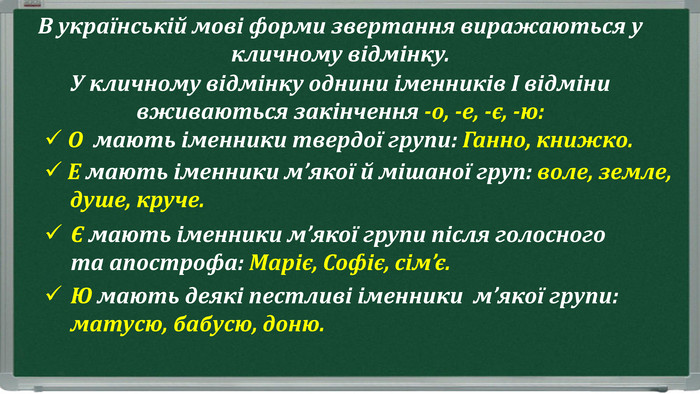 В українській мові форми звертання виражаються у
кличному відмінку.
У кличному відмінку однини іменників І відміни
вживаються закінчення -о, -е, -є, -ю:
✓ О мають іменники твердої групи: Ганно, книжко.
✓ Е мають іменники м’якої й мішаної груп: воле, земле,
душе, круче.
✓ Є мають іменники м’якої групи після голосного
та апострофа: Маріє, Софіє, сім’є.
✓ Ю мають деякі пестливі іменники м’якої групи:
матусю, бабусю, доню.